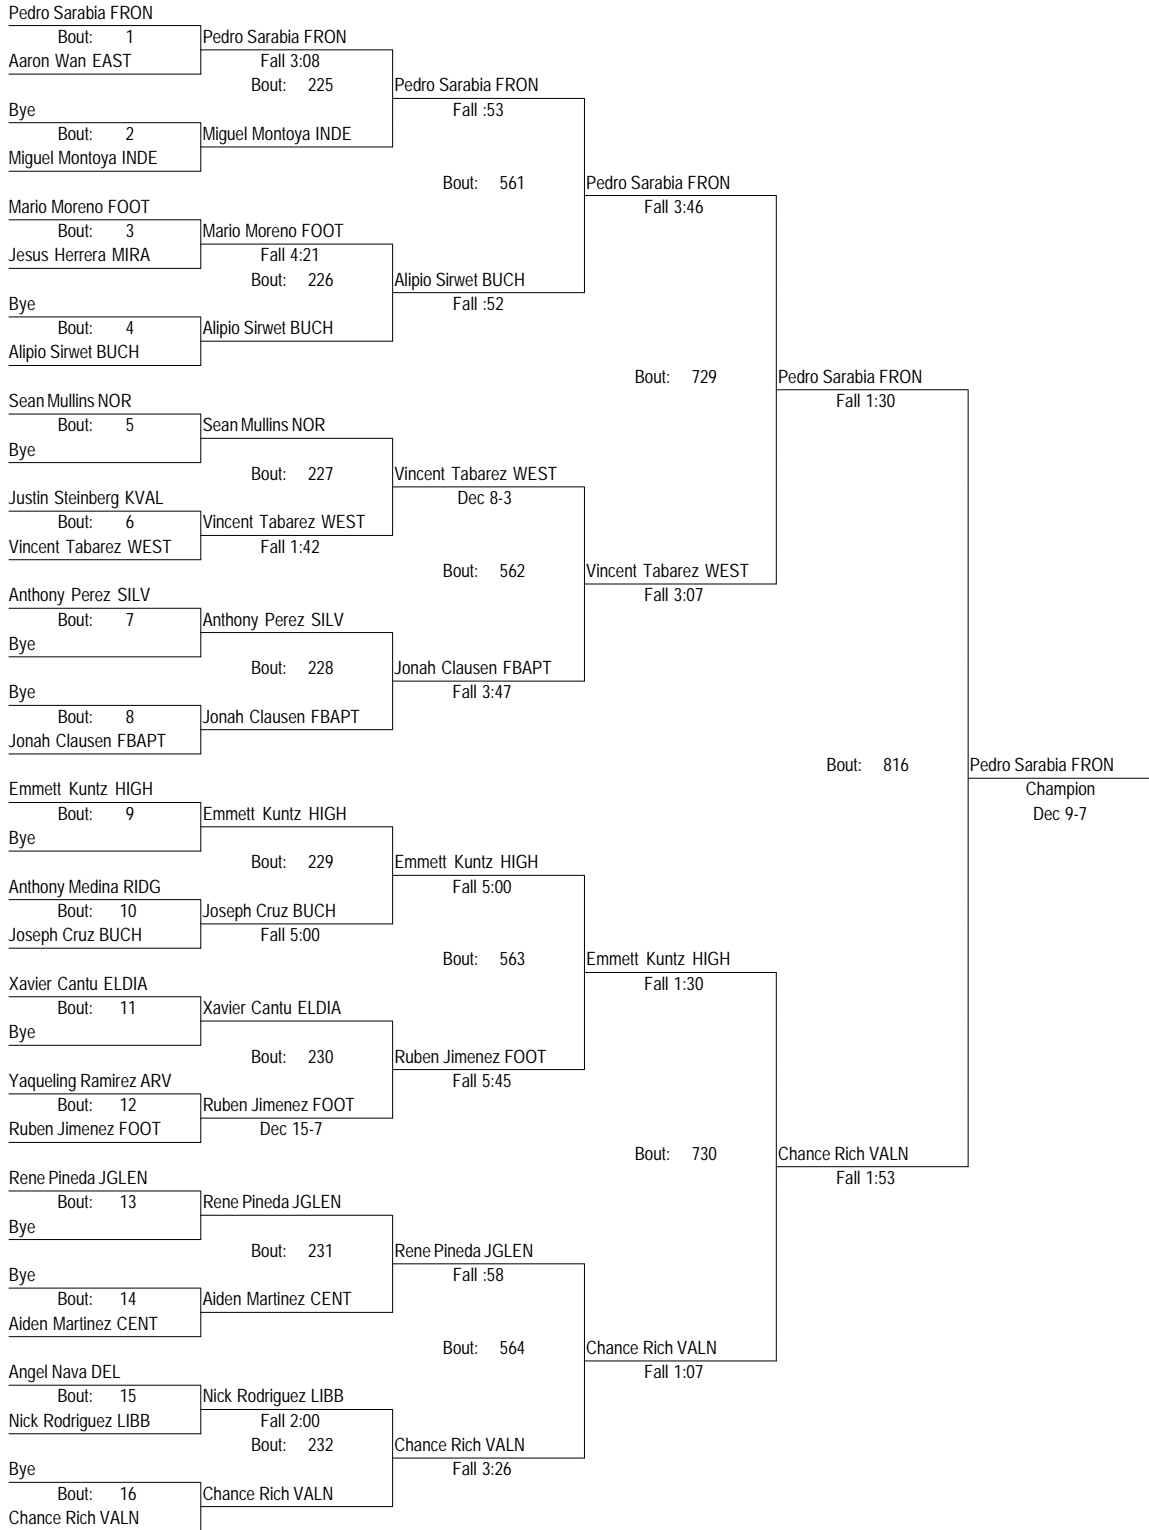 Pedro Sarabia FRON
Bout: 1 Pedro Sarabia FRON
Aaron Wan EAST Fall 3:08
Bout: 225 Pedro Sarabia FRON
Bye Fall :53
Bout: 2 Miguel Montoya INDE
Miguel Montoya INDE
Bout: 561 Pedro Sarabia FRON
Mario Moreno FOOT Fall 3:46
Bout: 3 Mario Moreno FOOT
Jesus Herrera MIRA Fall 4:21
Bout: 226 Alipio Sirwet BUCH
Bye Fall :52
Bout: 4 Alipio Sirwet BUCH
Alipio Sirwet BUCH
Bout: 729 Pedro Sarabia FRON
Sean Mullins NOR Fall 1:30
Bout: 5 Sean Mullins NOR
Bye
Bout: 227 Vincent Tabarez WEST
Justin Steinberg KVAL Dec 8-3
Bout: 6 Vincent Tabarez WEST
Vincent Tabarez WEST Fall 1:42
Bout: 562 Vincent Tabarez WEST
Anthony Perez SILV Fall 3:07
Bout: 7 Anthony Perez SILV
Bye
Bout: 228 Jonah Clausen FBAPT
Bye Fall 3:47
Bout: 8 Jonah Clausen FBAPT
Jonah Clausen FBAPT
Bout: 816 Pedro Sarabia FRON
Emmett Kuntz HIGH Champion
Bout: 9 Emmett Kuntz HIGH Dec 9-7
Bye
Bout: 229 Emmett Kuntz HIGH
Anthony Medina RIDG Fall 5:00
Bout: 10 Joseph Cruz BUCH
Joseph Cruz BUCH Fall 5:00
Bout: 563 Emmett Kuntz HIGH
Xavier Cantu ELDIA Fall 1:30
Bout: 11 Xavier Cantu ELDIA
Bye
Bout: 230 Ruben Jimenez FOOT
Yaqueling Ramirez ARV Fall 5:45
Bout: 12 Ruben Jimenez FOOT
Ruben Jimenez FOOT Dec 15-7
Bout: 730 Chance Rich VALN
Rene Pineda JGLEN Fall 1:53
Bout: 13 Rene Pineda JGLEN
Bye
Bout: 231 Rene Pineda JGLEN
Bye Fall :58
Bout: 14 Aiden Martinez CENT
Aiden Martinez CENT
Bout: 564 Chance Rich VALN
Angel Nava DEL Fall 1:07
Bout: 15 Nick Rodriguez LIBB
Nick Rodriguez LIBB Fall 2:00
Bout: 232 Chance Rich VALN
Bye Fall 3:26
Bout: 16 Chance Rich VALN
Chance Rich VALN